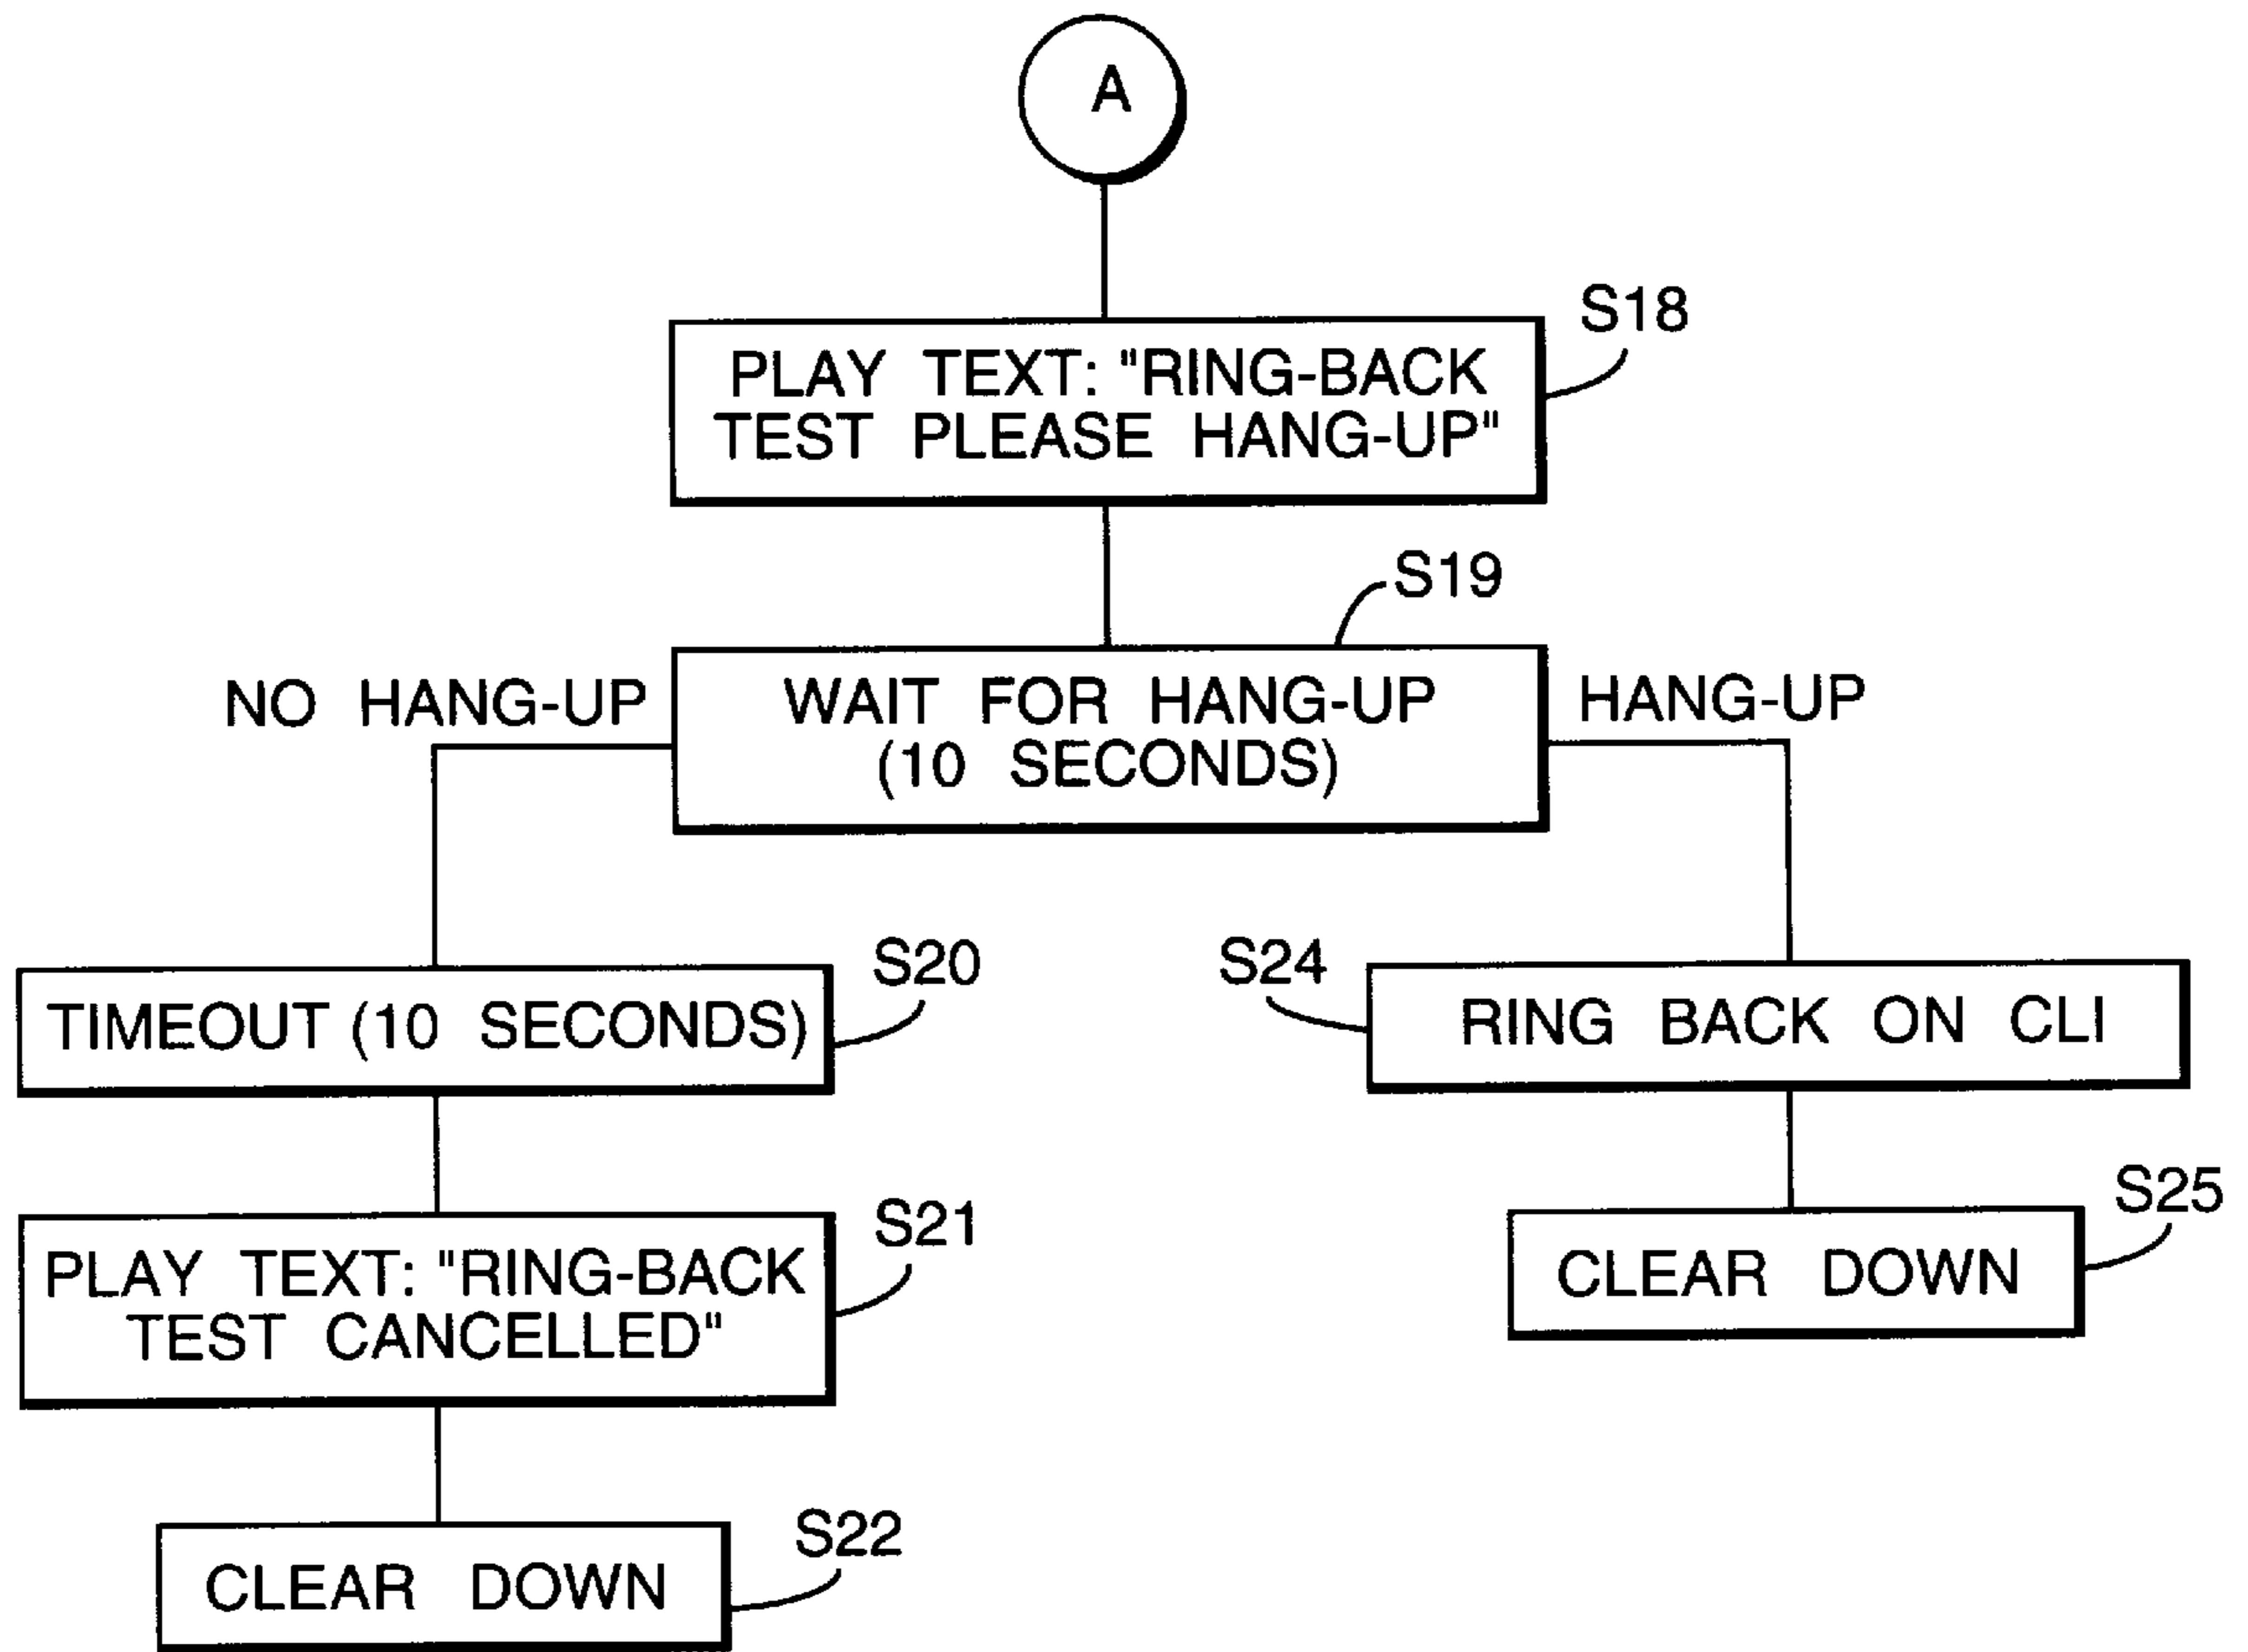 A
S18
PLAY TEXT: "RING-BACK
TEST PLEASE HANG-UP"
S19
NO HANG-UP
WAIT FOR HANG-UP
(10 SECONDS)
HANG-UP
S20
TIMEOUT (10 SECONDS)
S24
RING BACK ON CLI
S21
PLAY TEXT: "RING-BACK
TEST CANCELLED"
S25
CLEAR DOWN
S22
CLEAR DOWN